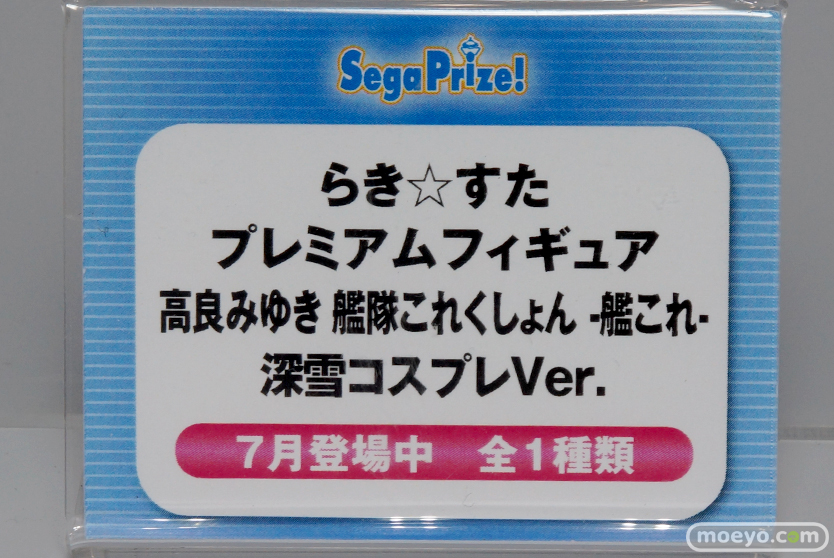 Sega Prize!
らき☆すた
プレミアムフィギュア
高良みゆき 艦隊これくしょん -艦これ-
深雪コスプレVer.
7月登場中 全1種類
moeyo.com